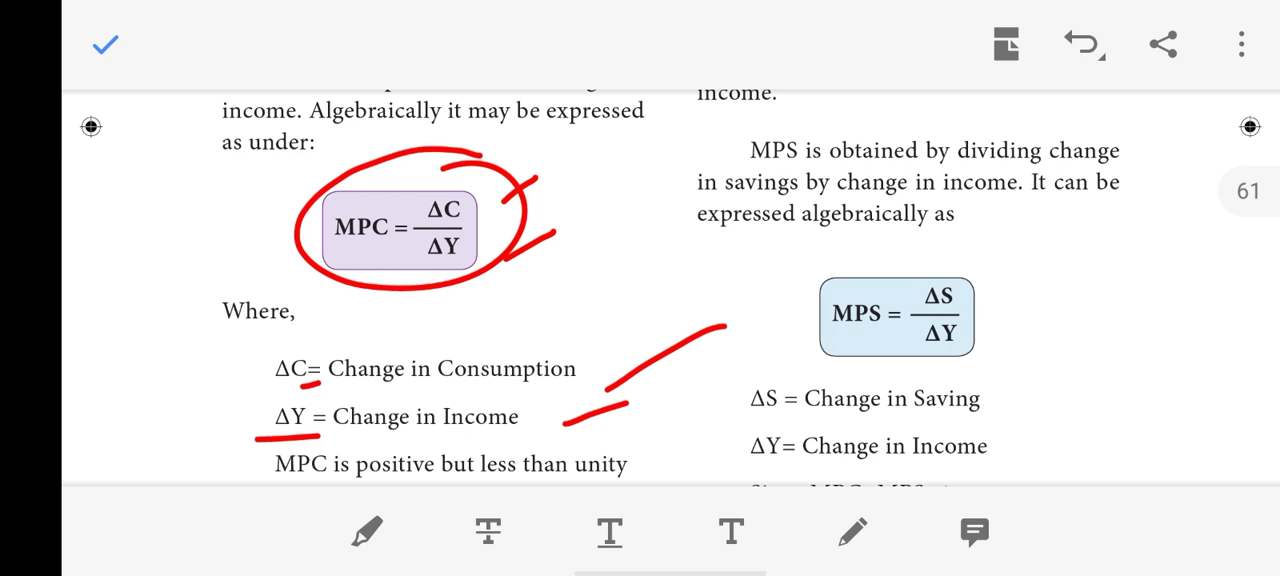 income. Algebraically it may be expressed
as under:
MPC = ΔC/ΔY
Where,
ΔC= Change in Consumption
ΔY = Change in Income
MPC is positive but less than unity
income.
MPS is obtained by dividing change
in savings by change in income. It can be
expressed algebraically as
MPS = ΔS/ΔY
ΔS = Change in Saving
ΔY= Change in Income
61
T
T
T